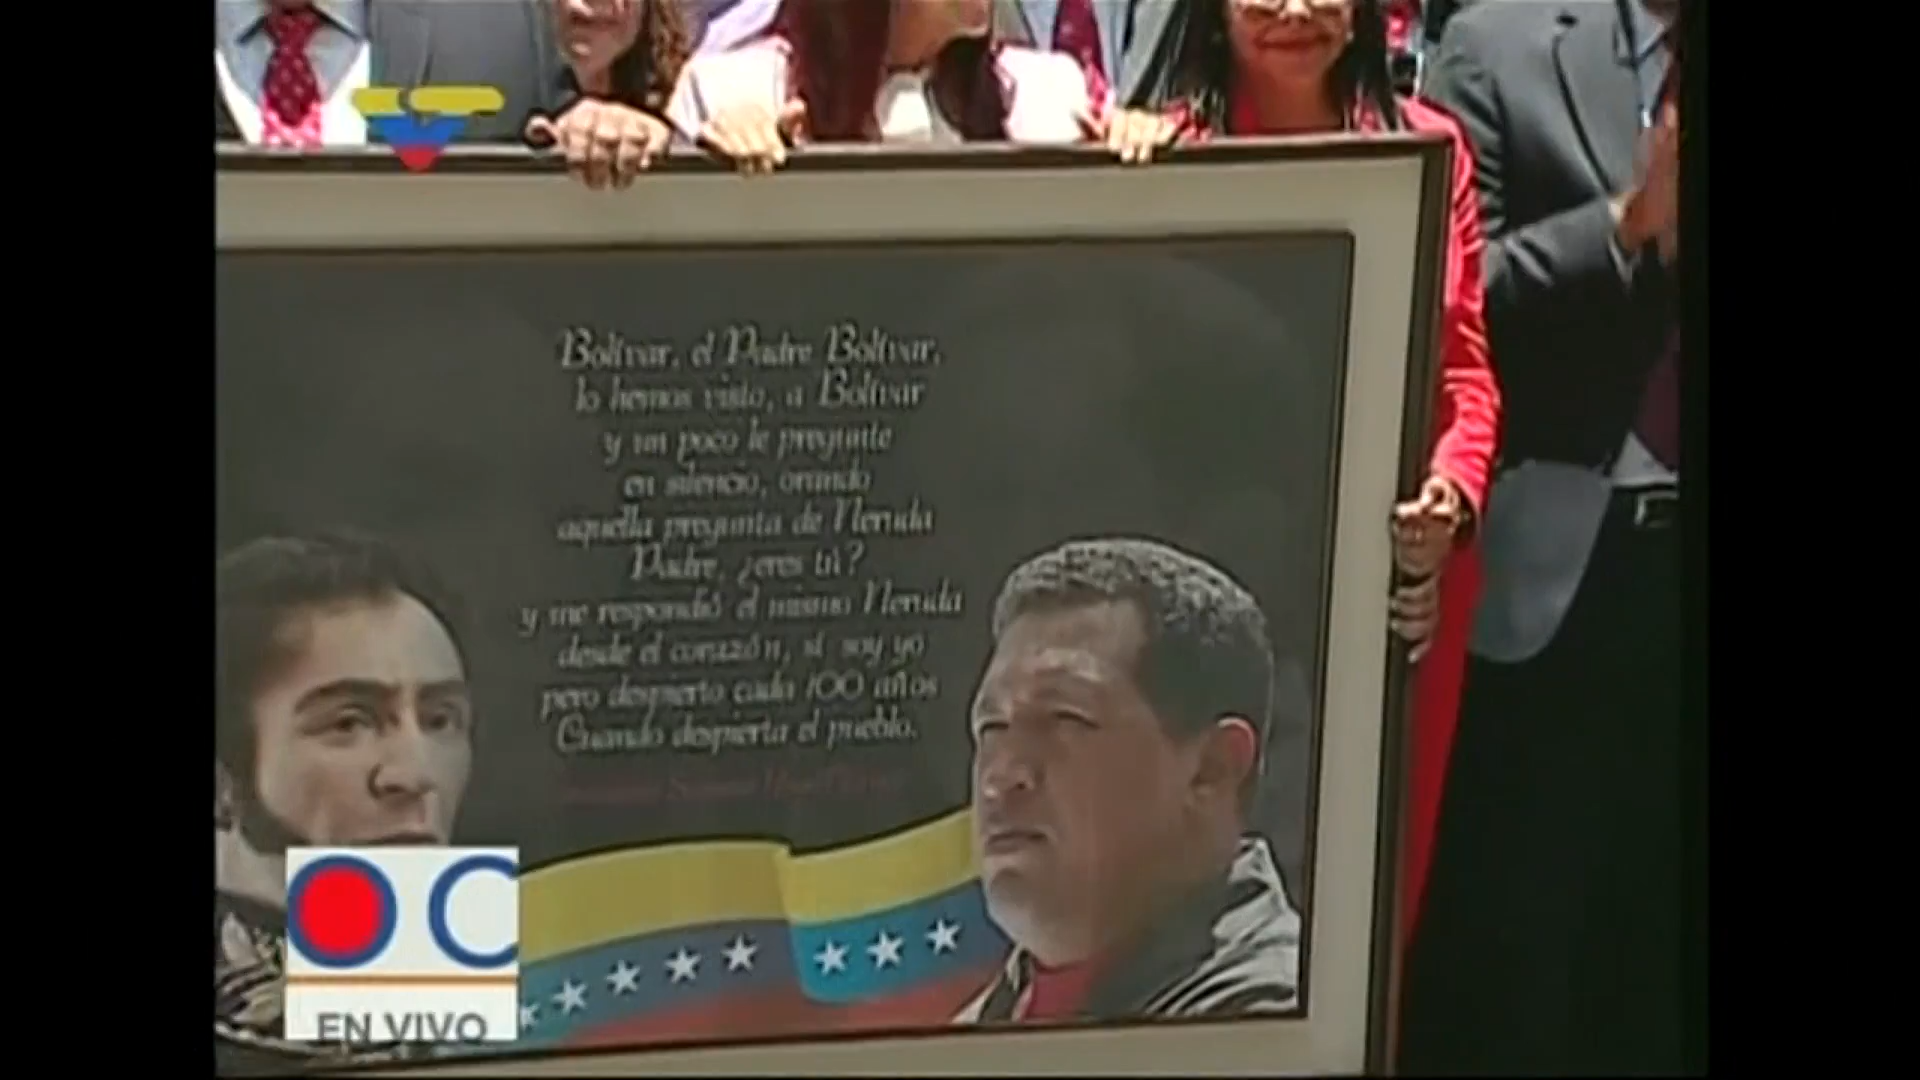 Bolívar, el Padre Bolívar,
lo hemos visto, a Bolívar
y un poco le pregunte
en silencio, orando
aquella pregunta de Neruda
Padre, ¿eres tú?
y me respondió el mismo Neruda
desde el corazón, sí soy yo
pero despierto cada 100 años
Cuando despierta el pueblo.
EN VIVO